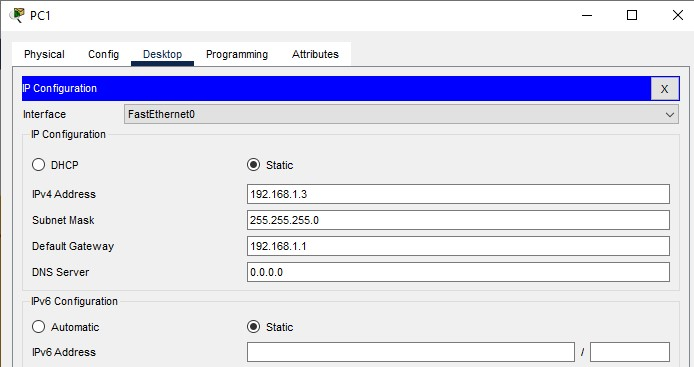 PC1
Physical Config Desktop Programming Attributes
IP Configuration X
Interface FastEthernet0
IP Configuration
DHCP Static
IPv4 Address 192.168.1.3
Subnet Mask 255.255.255.0
Default Gateway 192.168.1.1
DNS Server 0.0.0.0
IPv6 Configuration
Automatic Static
IPv6 Address /